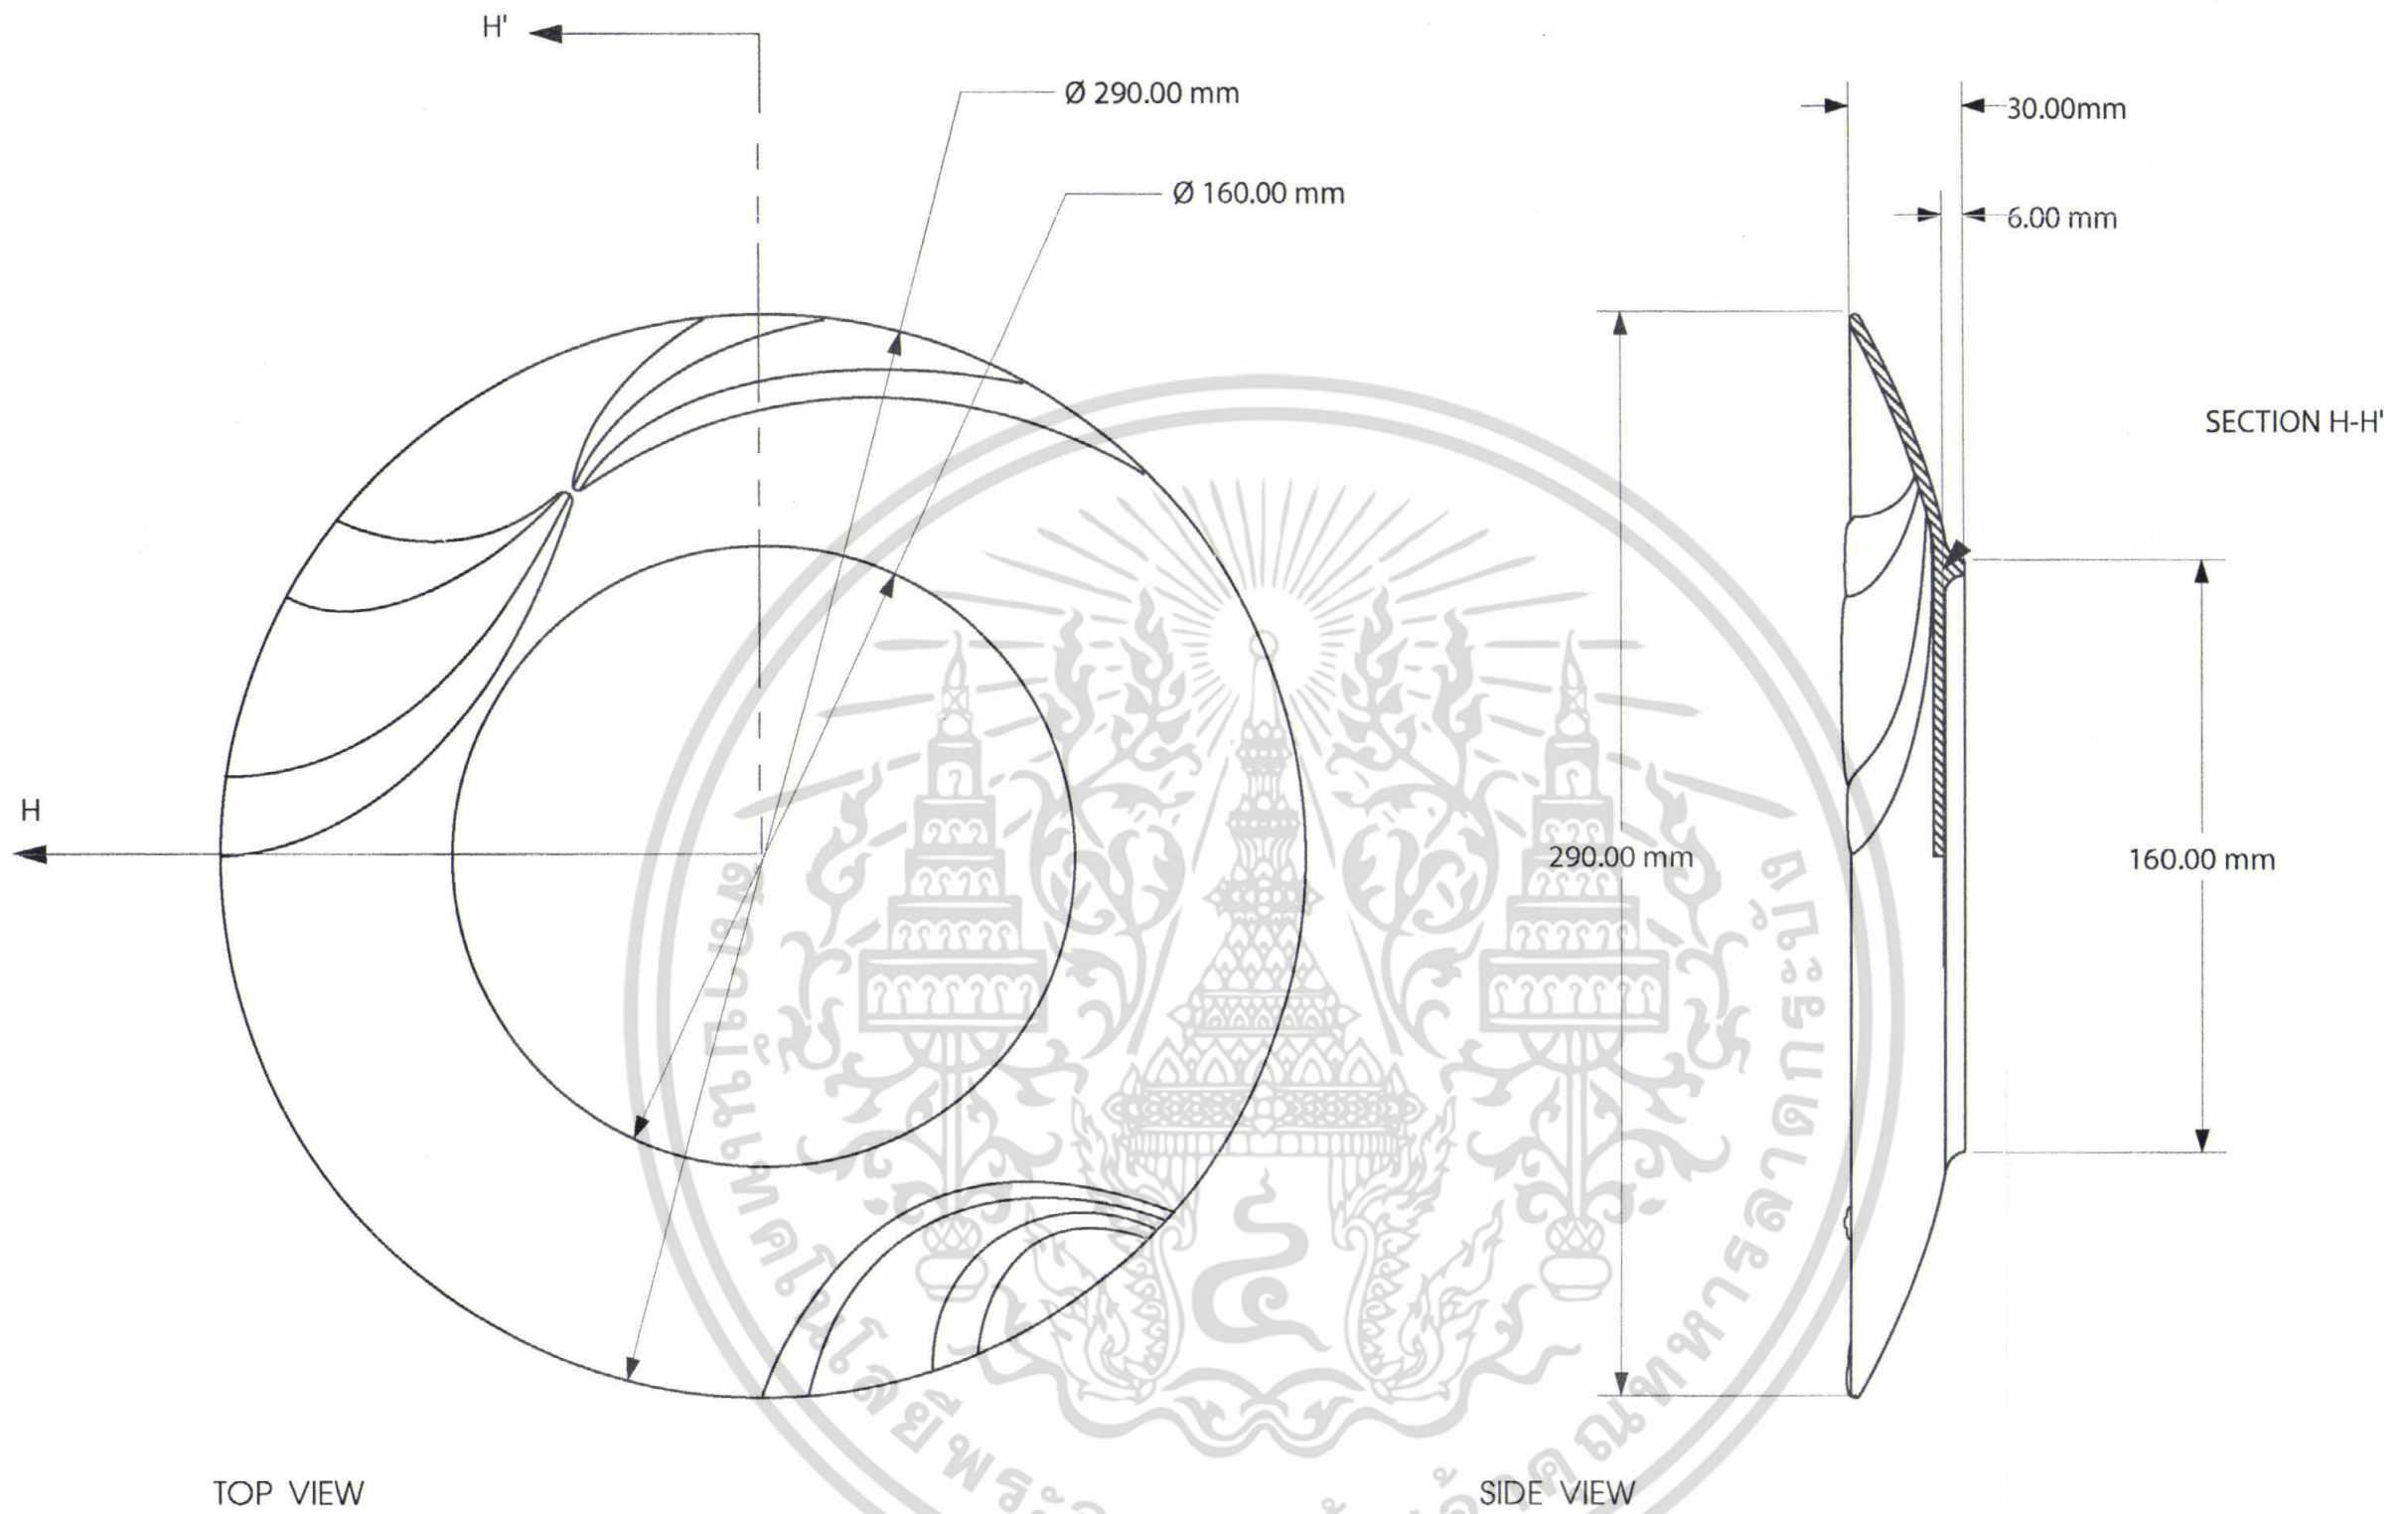 H'
Ø 290.00 mm
Ø 160.00 mm
30.00mm
6.00 mm
SECTION H-H'
H
290.00 mm
160.00 mm
TOP VIEW
SIDE VIEW